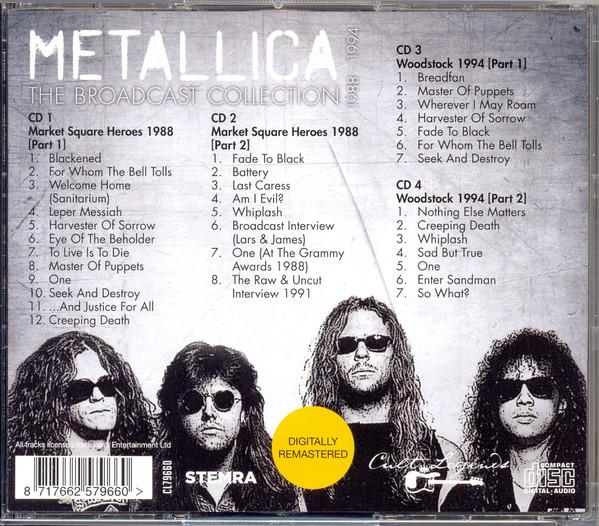 METALLICA
THE BROADCAST COLLECTION 1988 - 1994
CD 1
Market Square Heroes 1988
[Part 1]
1. Blackened
2. For Whom The Bell Tolls
3. Welcome Home
(Sanitarium)
4. Leper Messiah
5. Harvester Of Sorrow
6. Eye Of The Beholder
7. To Live Is To Die
8. Master Of Puppets
9. One
10. Seek And Destroy
11. ...And Justice For All
12. Creeping Death
CD 2
Market Square Heroes 1988
[Part 2]
1. Fade To Black
2. Battery
3. Last Caress
4. Am I Evil?
5. Whiplash
6. Broadcast Interview
(Lars & James)
7. One (At The Grammy
Awards 1988)
8. The Raw & Uncut
Interview 1991
CD 3
Woodstock 1994 [Part 1]
1. Breadfan
2. Master Of Puppets
3. Wherever I May Roam
4. Harvester Of Sorrow
5. Fade To Black
6. For Whom The Bell Tolls
7. Seek And Destroy
CD 4
Woodstock 1994 [Part 2]
1. Nothing Else Matters
2. Creeping Death
3. Whiplash
4. Sad But True
5. One
6. Enter Sandman
7. So What?
All tracks licensed from Entertainment Ltd
8 717662 579660 >
CL79660
STEMRA
DIGITALLY
REMASTERED
Cult Legends
COMPACT
disc
DIGITAL AUDIO